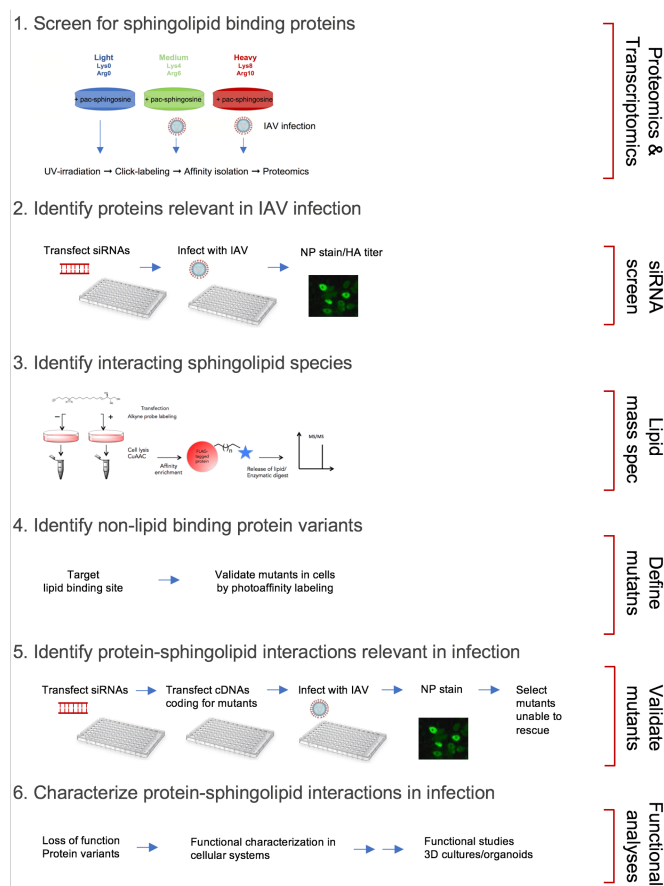 1. Screen for sphingolipid binding proteins
Light
Lys0
Arg0
Medium
Lys4
Arg6
Heavy
Lys8
Arg10
+ pac-sphingosine
+ pac-sphingosine
+ pac-sphingosine
IAV infection
UV-irradiation → Click-labeling → Affinity isolation → Proteomics
Proteomics &
Transcriptomics
2. Identify proteins relevant in IAV infection
Transfect siRNAs
Infect with IAV
NP stain/HA titer
siRNA
screen
3. Identify interacting sphingolipid species
Transfection
Alkyne probe labeling
− +
Cell lysis
CuAAC
Affinity
enrichment
FLAG-
tagged
protein
n
Release of lipid/
Enzymatic digest
MS/MS
Lipid
mass spec
4. Identify non-lipid binding protein variants
Target
lipid binding site
Validate mutants in cells
by photoaffinity labeling
Define
mutatns
5. Identify protein-sphingolipid interactions relevant in infection
Transfect siRNAs
Transfect cDNAs
coding for mutants
Infect with IAV
NP stain
Select
mutants
unable to
rescue
Validate
mutants
6. Characterize protein-sphingolipid interactions in infection
Loss of function
Protein variants
Functional characterization in
cellular systems
Functional studies
3D cultures/organoids
Functional
analyses